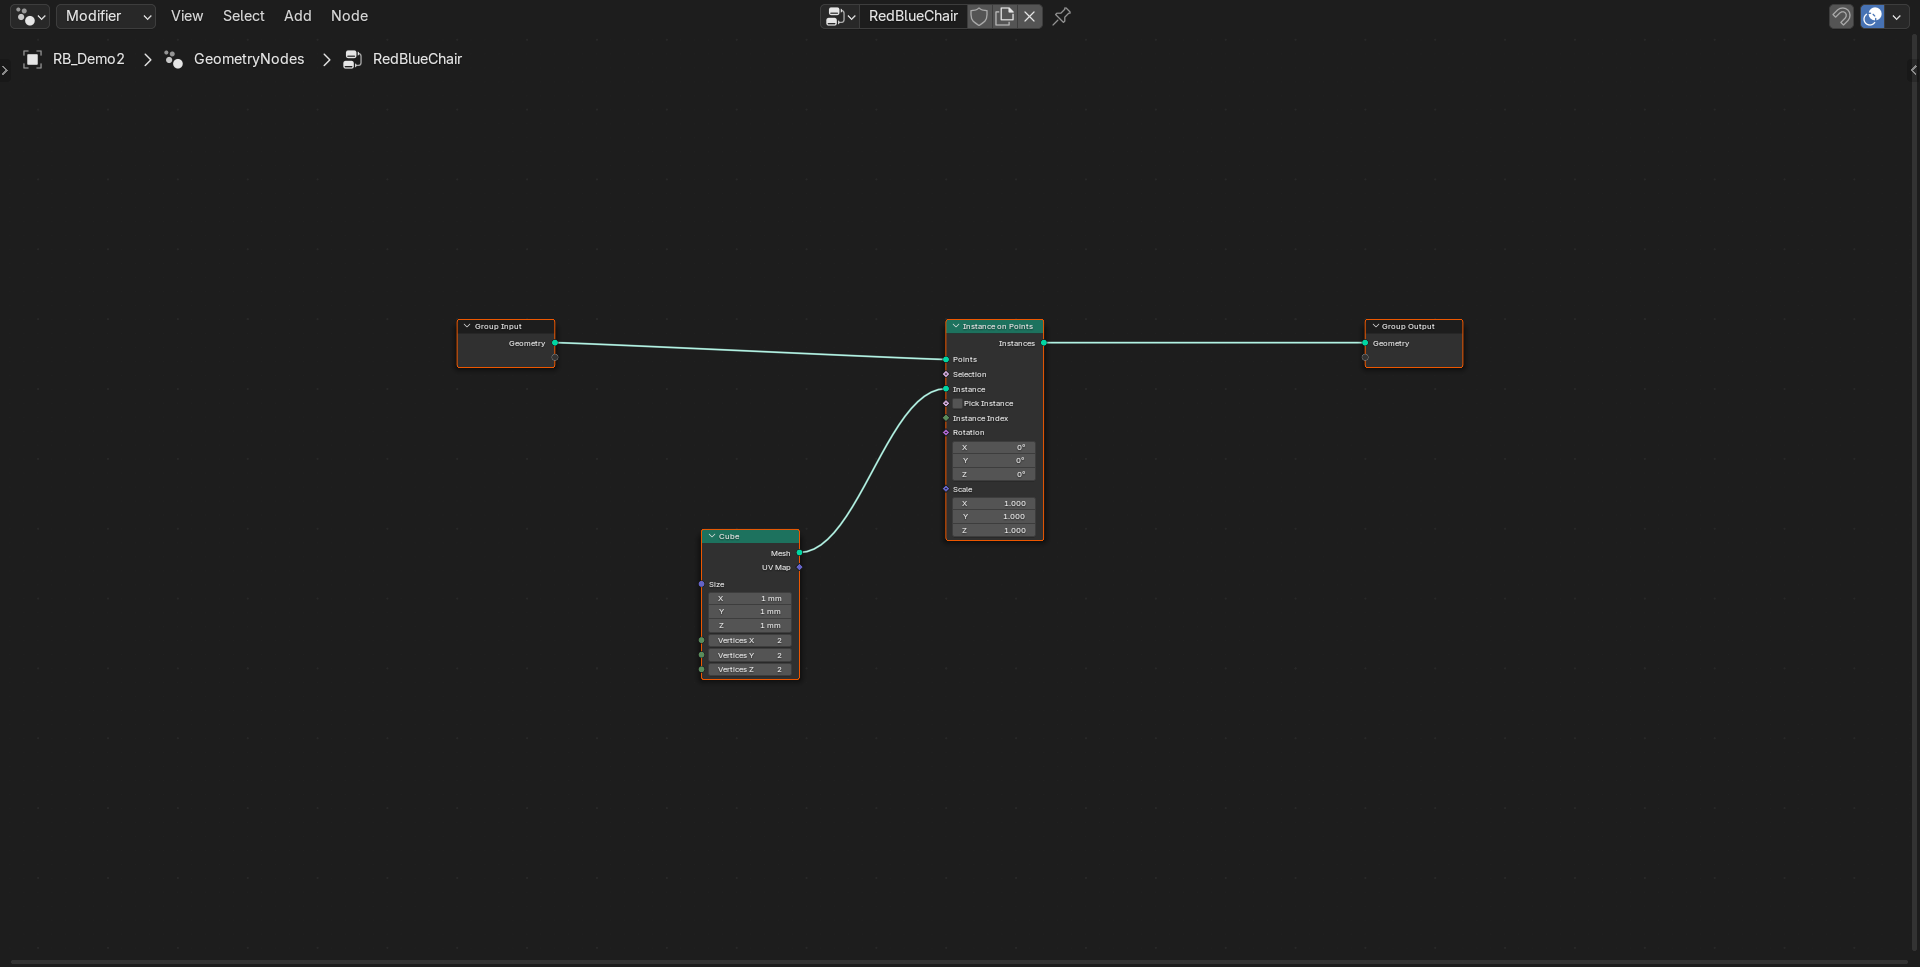 Modifier View Select Add Node RedBlueChair
RB_Demo2 GeometryNodes RedBlueChair
Group Input
Geometry
Instance on Points
Instances
Points
Selection
Instance
Pick Instance
Instance Index
Rotation
X 0°
Y 0°
Z 0°
Scale
X 1.000
Y 1.000
Z 1.000
Group Output
Geometry
Cube
Mesh
UV Map
Size
X 1 mm
Y 1 mm
Z 1 mm
Vertices X 2
Vertices Y 2
Vertices Z 2